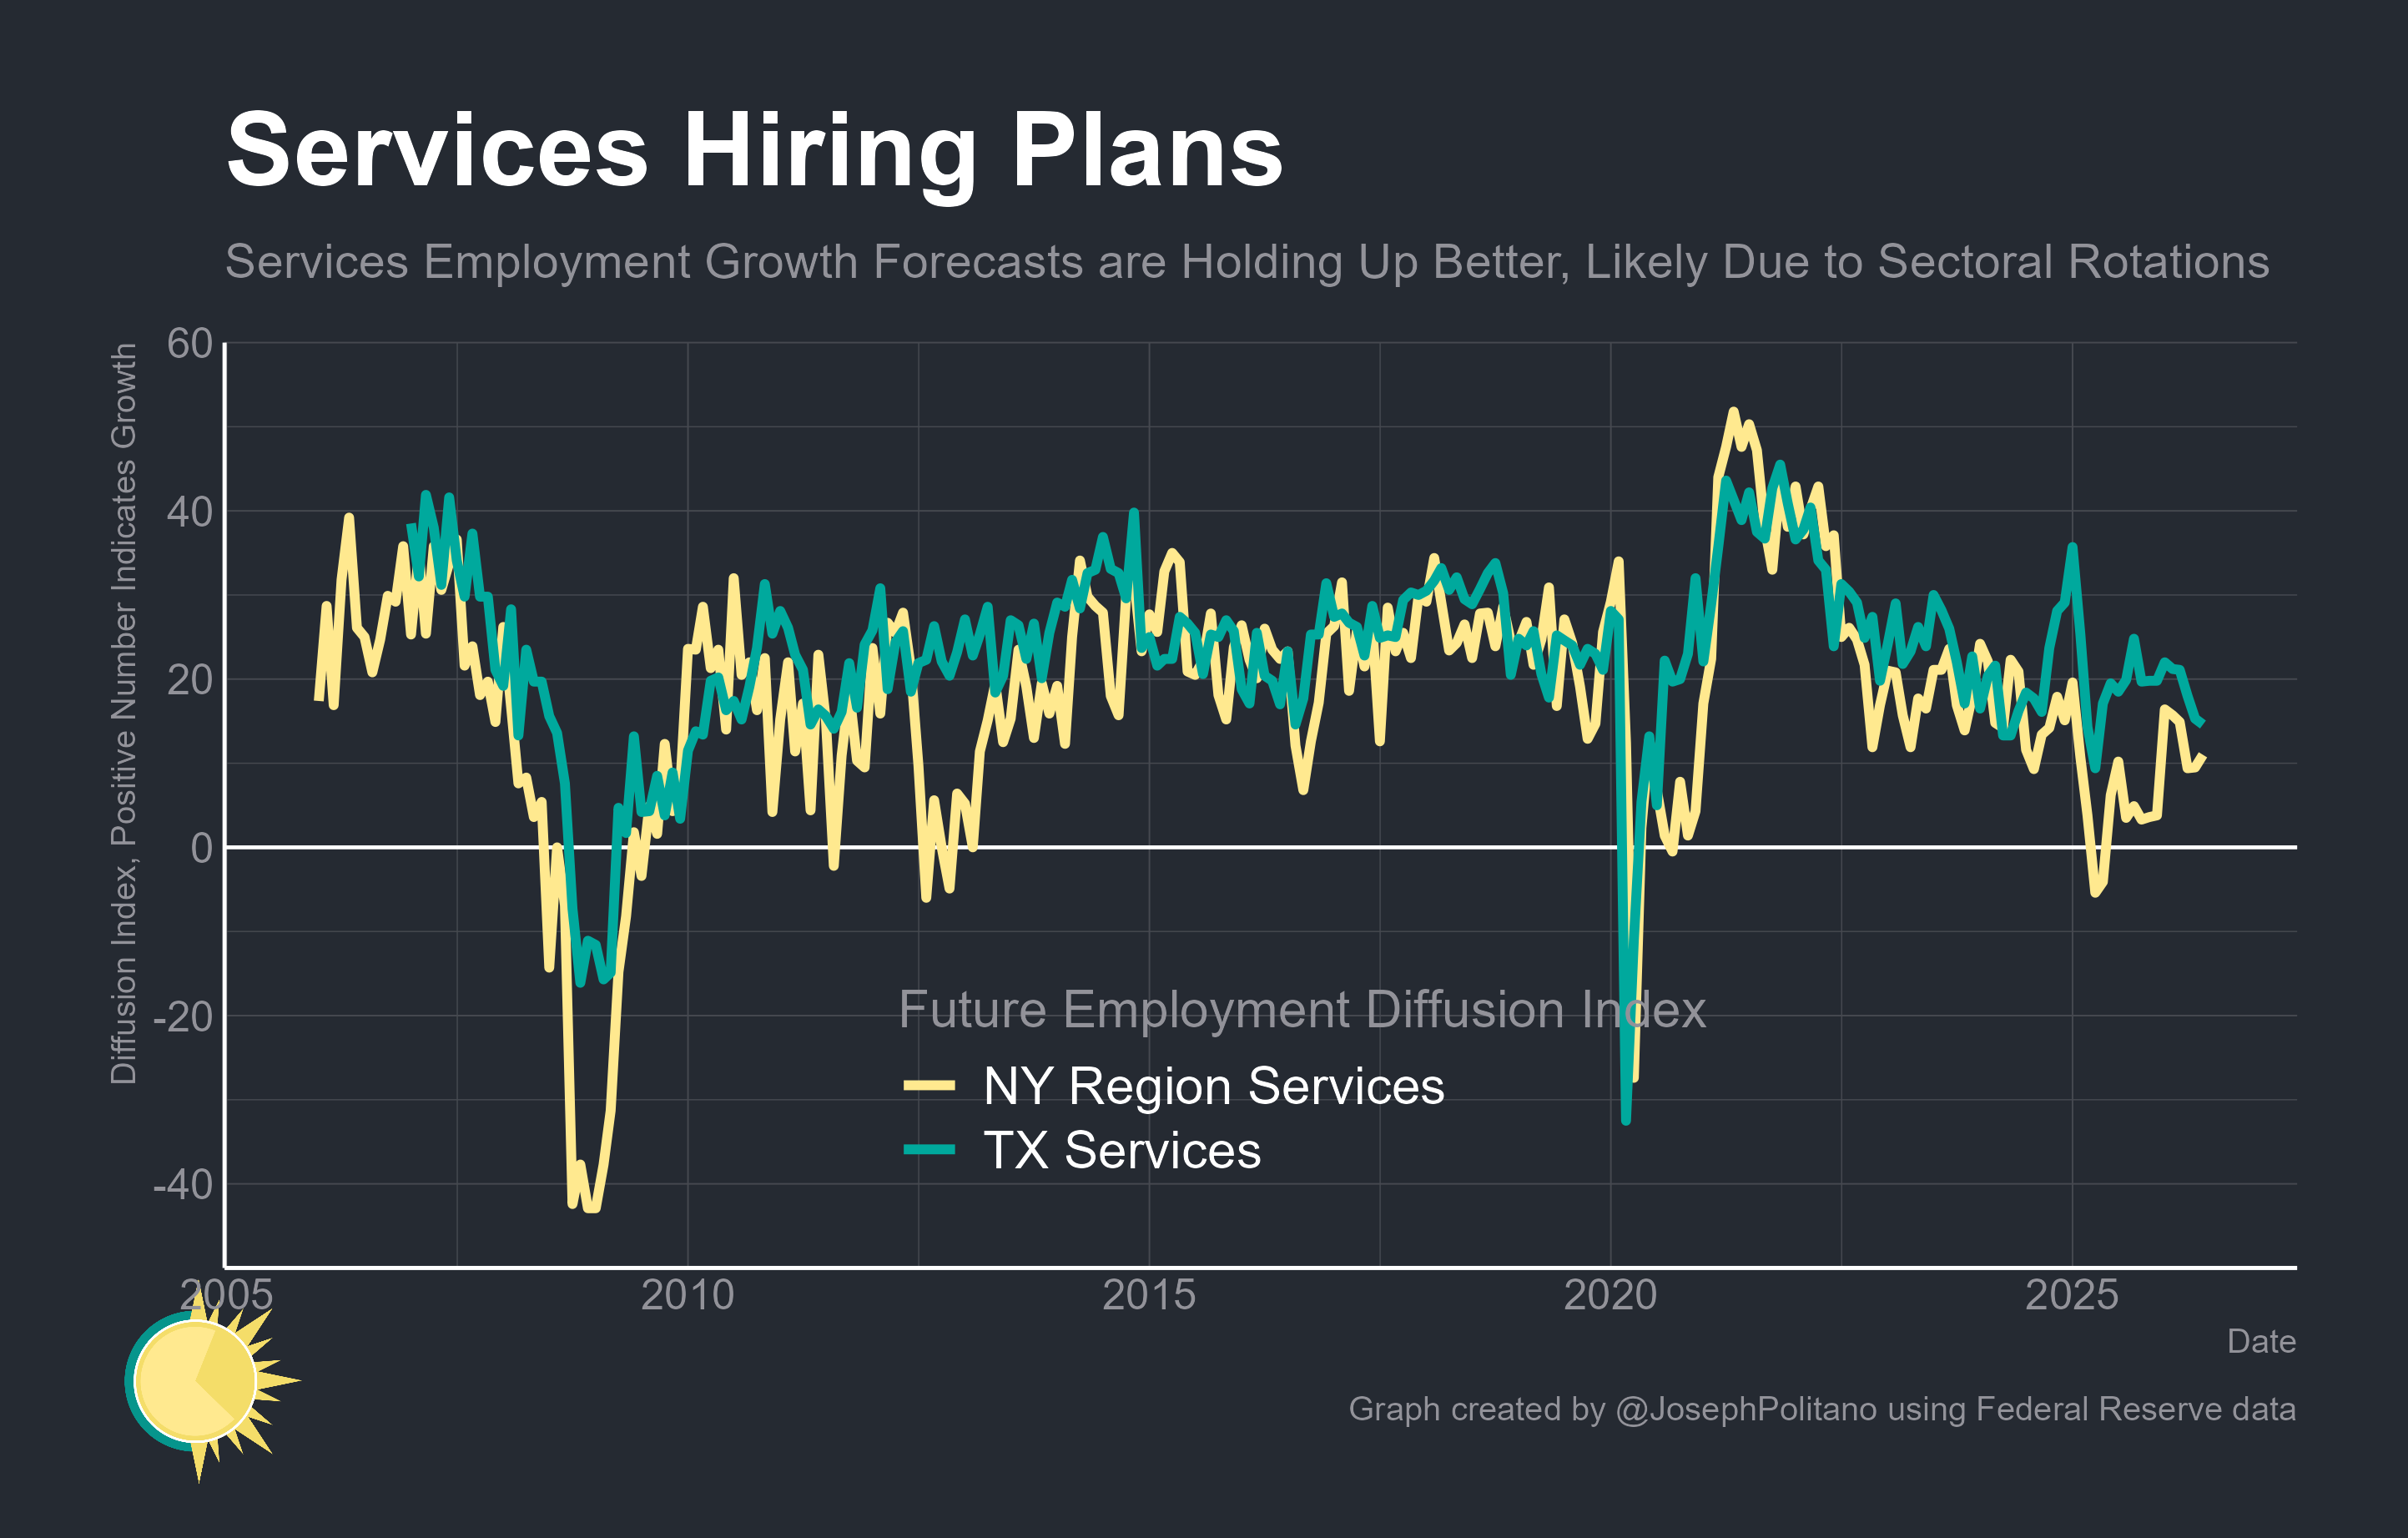 Services Hiring Plans
Services Employment Growth Forecasts are Holding Up Better, Likely Due to Sectoral Rotations
Diffusion Index, Positive Number Indicates Growth
60
40
20
0
-20
-40
Future Employment Diffusion Index
NY Region Services
TX Services
2005
2010
2015
2020
2025
Date
Graph created by @JosephPolitano using Federal Reserve data